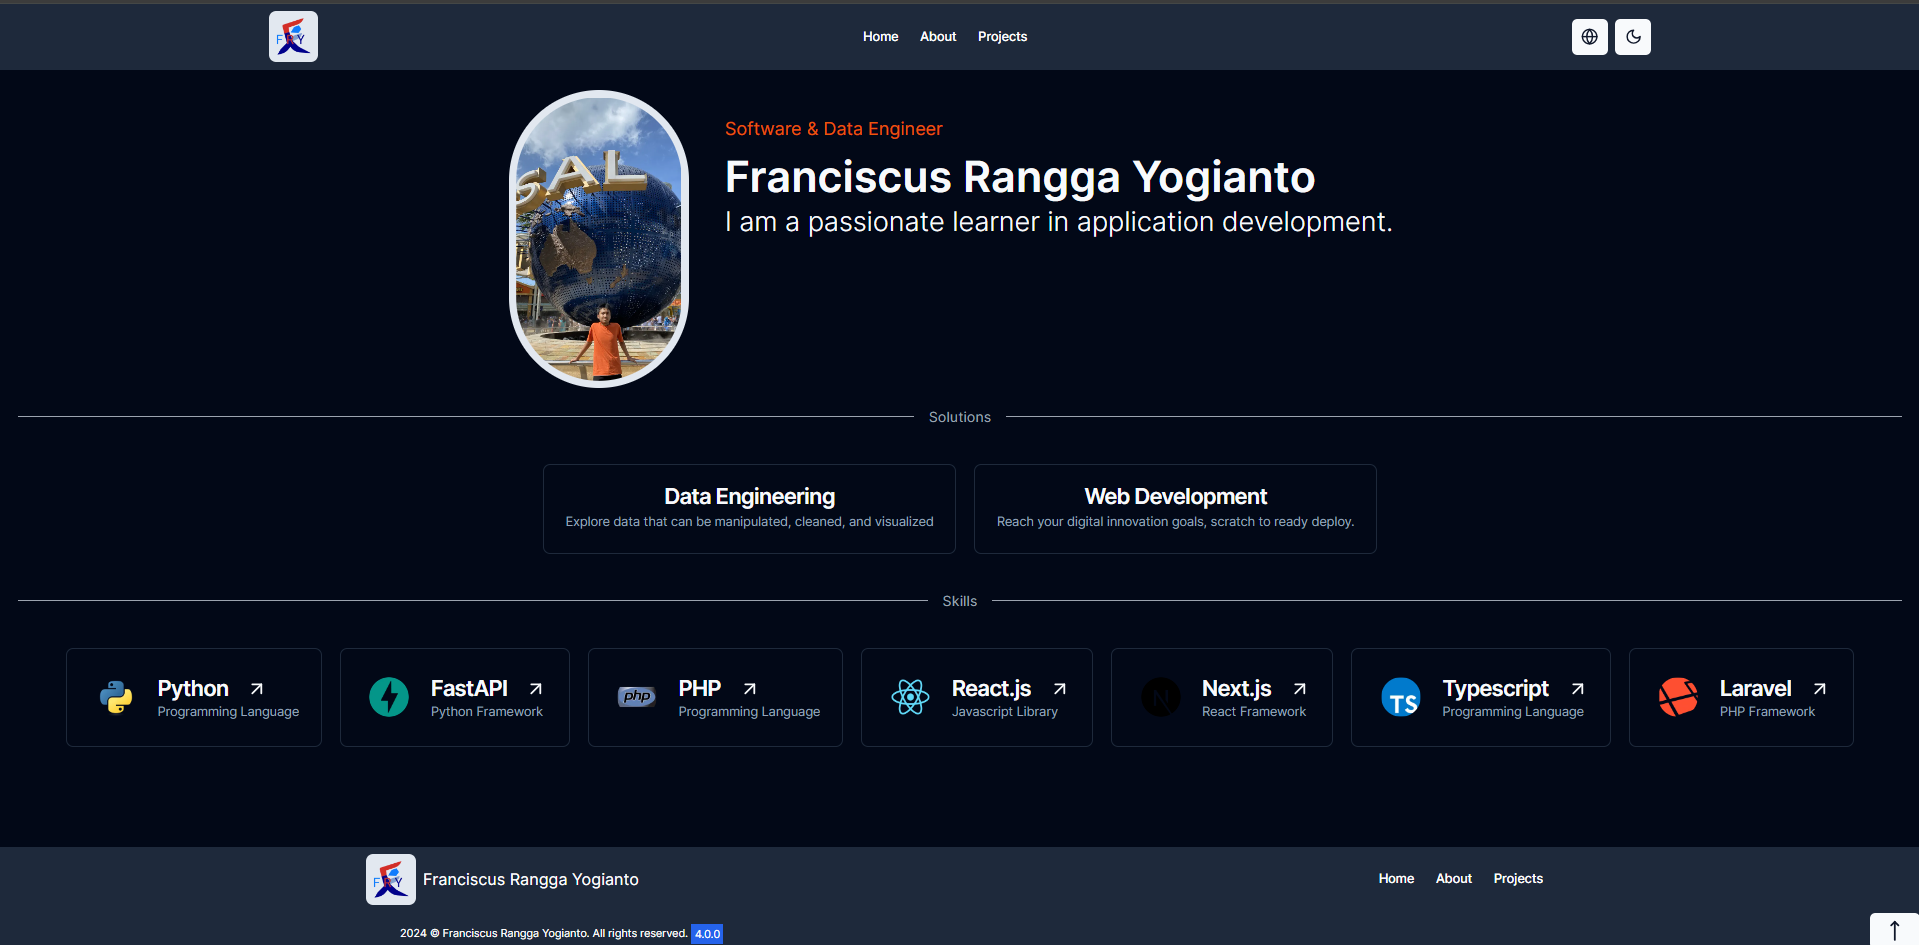 FRY
Home About Projects
SAL
Software & Data Engineer
Franciscus Rangga Yogianto
I am a passionate learner in application development.
Solutions
Data Engineering
Explore data that can be manipulated, cleaned, and visualized
Web Development
Reach your digital innovation goals, scratch to ready deploy.
Skills
Python
Programming Language
FastAPI
Python Framework
php
PHP
Programming Language
React.js
Javascript Library
N
Next.js
React Framework
TS
Typescript
Programming Language
Laravel
PHP Framework
FRY
Franciscus Rangga Yogianto
Home About Projects
2024 © Franciscus Rangga Yogianto. All rights reserved. 4.0.0